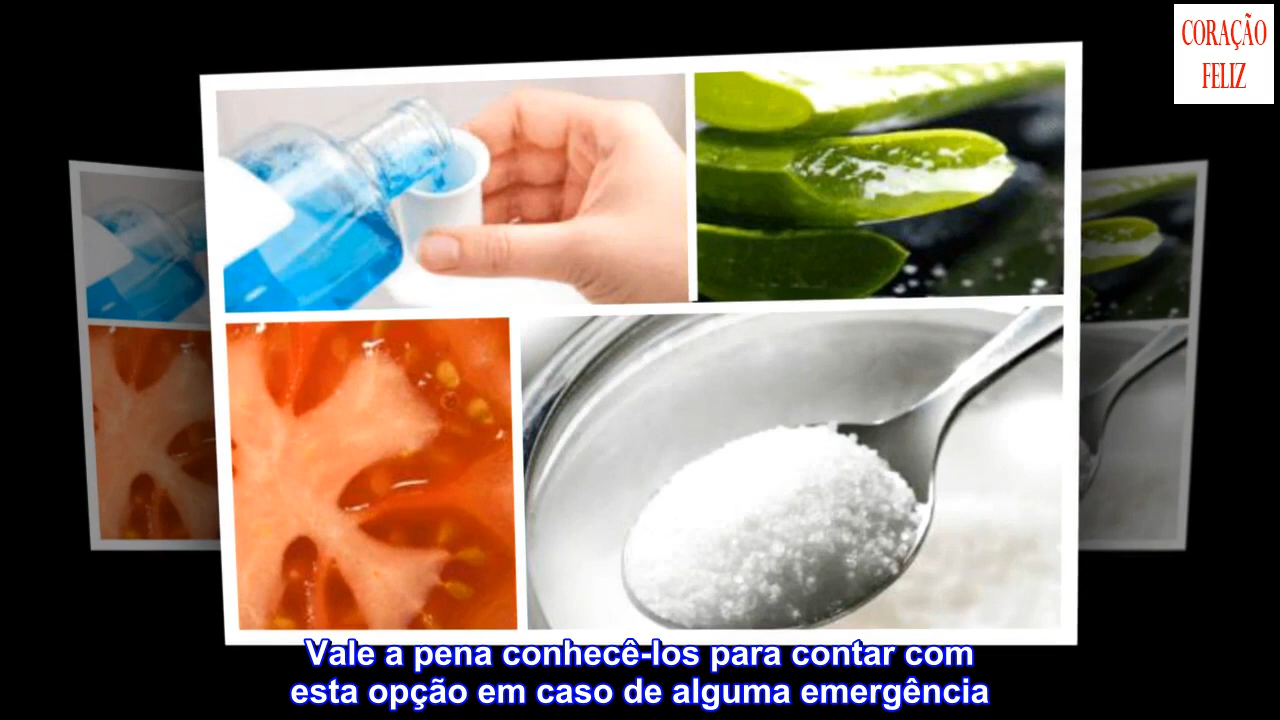 CORAÇÃO
FELIZ
Vale a pena conhecê-los para contar com
esta opção em caso de alguma emergência